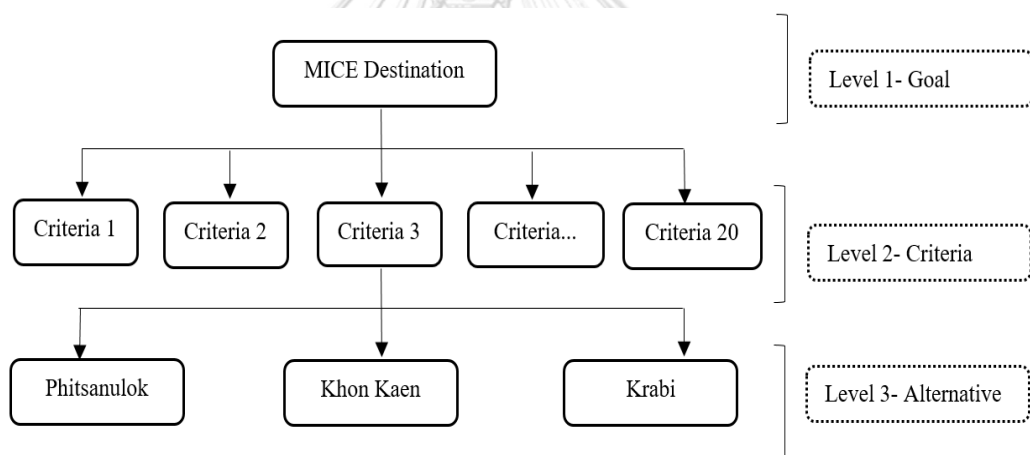 MICE Destination
Level 1- Goal
Criteria 1
Criteria 2
Criteria 3
Criteria...
Criteria 20
Level 2- Criteria
Phitsanulok
Khon Kaen
Krabi
Level 3- Alternative